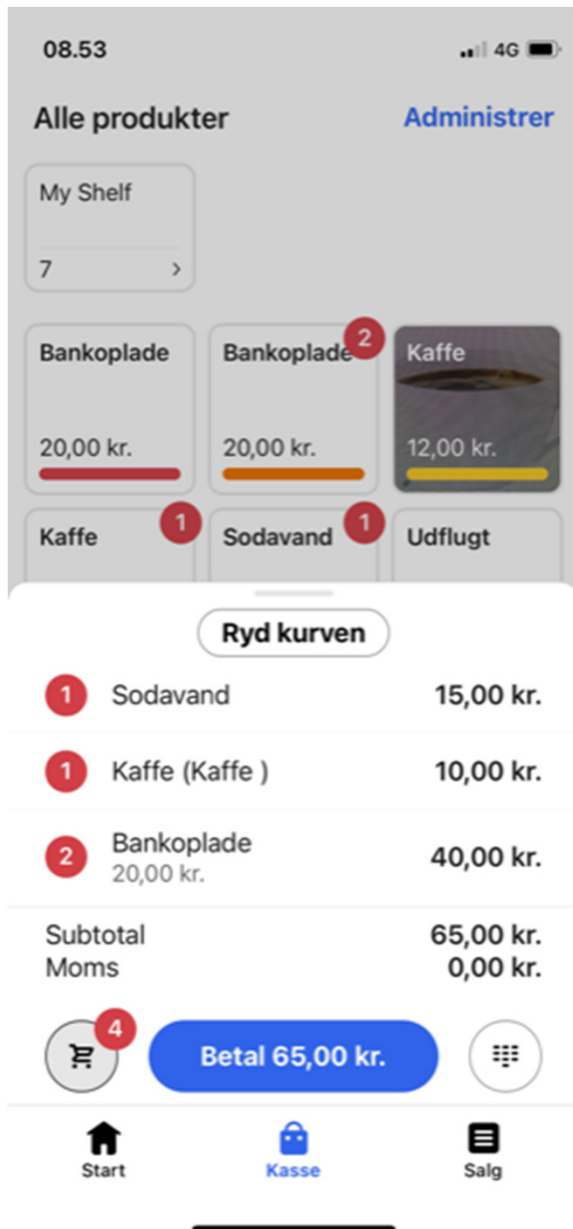 08.53
4G
Alle produkter
Administrer
My Shelf
7
Bankoplade
20,00 kr.
Bankoplade
2
20,00 kr.
Kaffe
12,00 kr.
Kaffe
1
Sodavand
1
Udflugt
Ryd kurven
1 Sodavand 15,00 kr.
1 Kaffe (Kaffe ) 10,00 kr.
2 Bankoplade 40,00 kr.
20,00 kr.
Subtotal 65,00 kr.
Moms 0,00 kr.
4
Betal 65,00 kr.
Start
Kasse
Salg